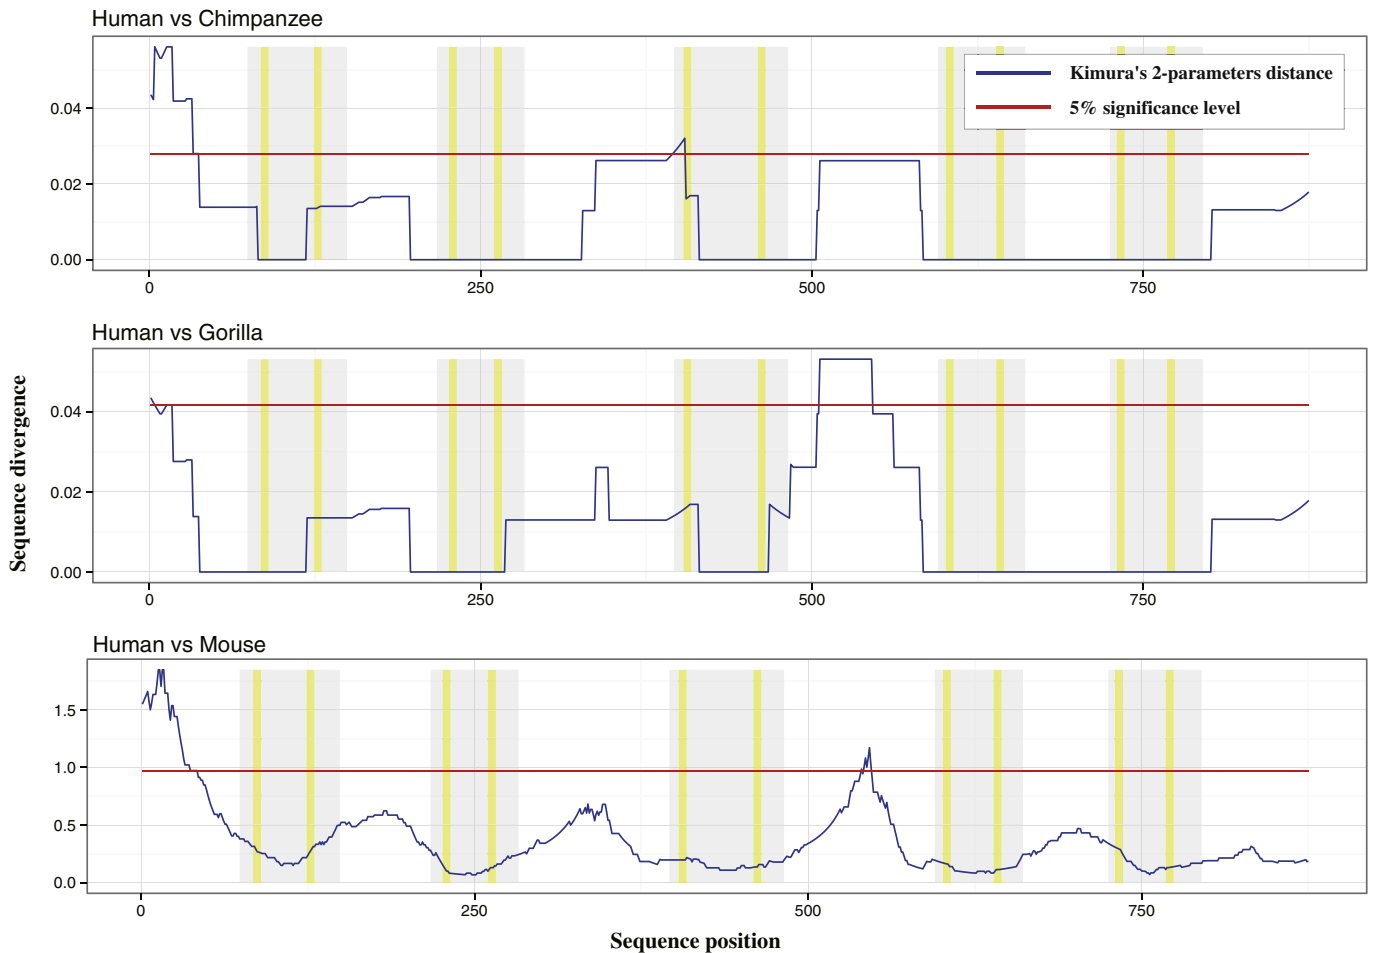 Human vs Chimpanzee
Kimura's 2-parameters distance
5% significance level
0.04
0.02
0.00
0 250 500 750
Human vs Gorilla
0.04
0.02
0.00
0 250 500 750
Sequence divergence
Human vs Mouse
1.5
1.0
0.5
0.0
0 250 500 750
Sequence position